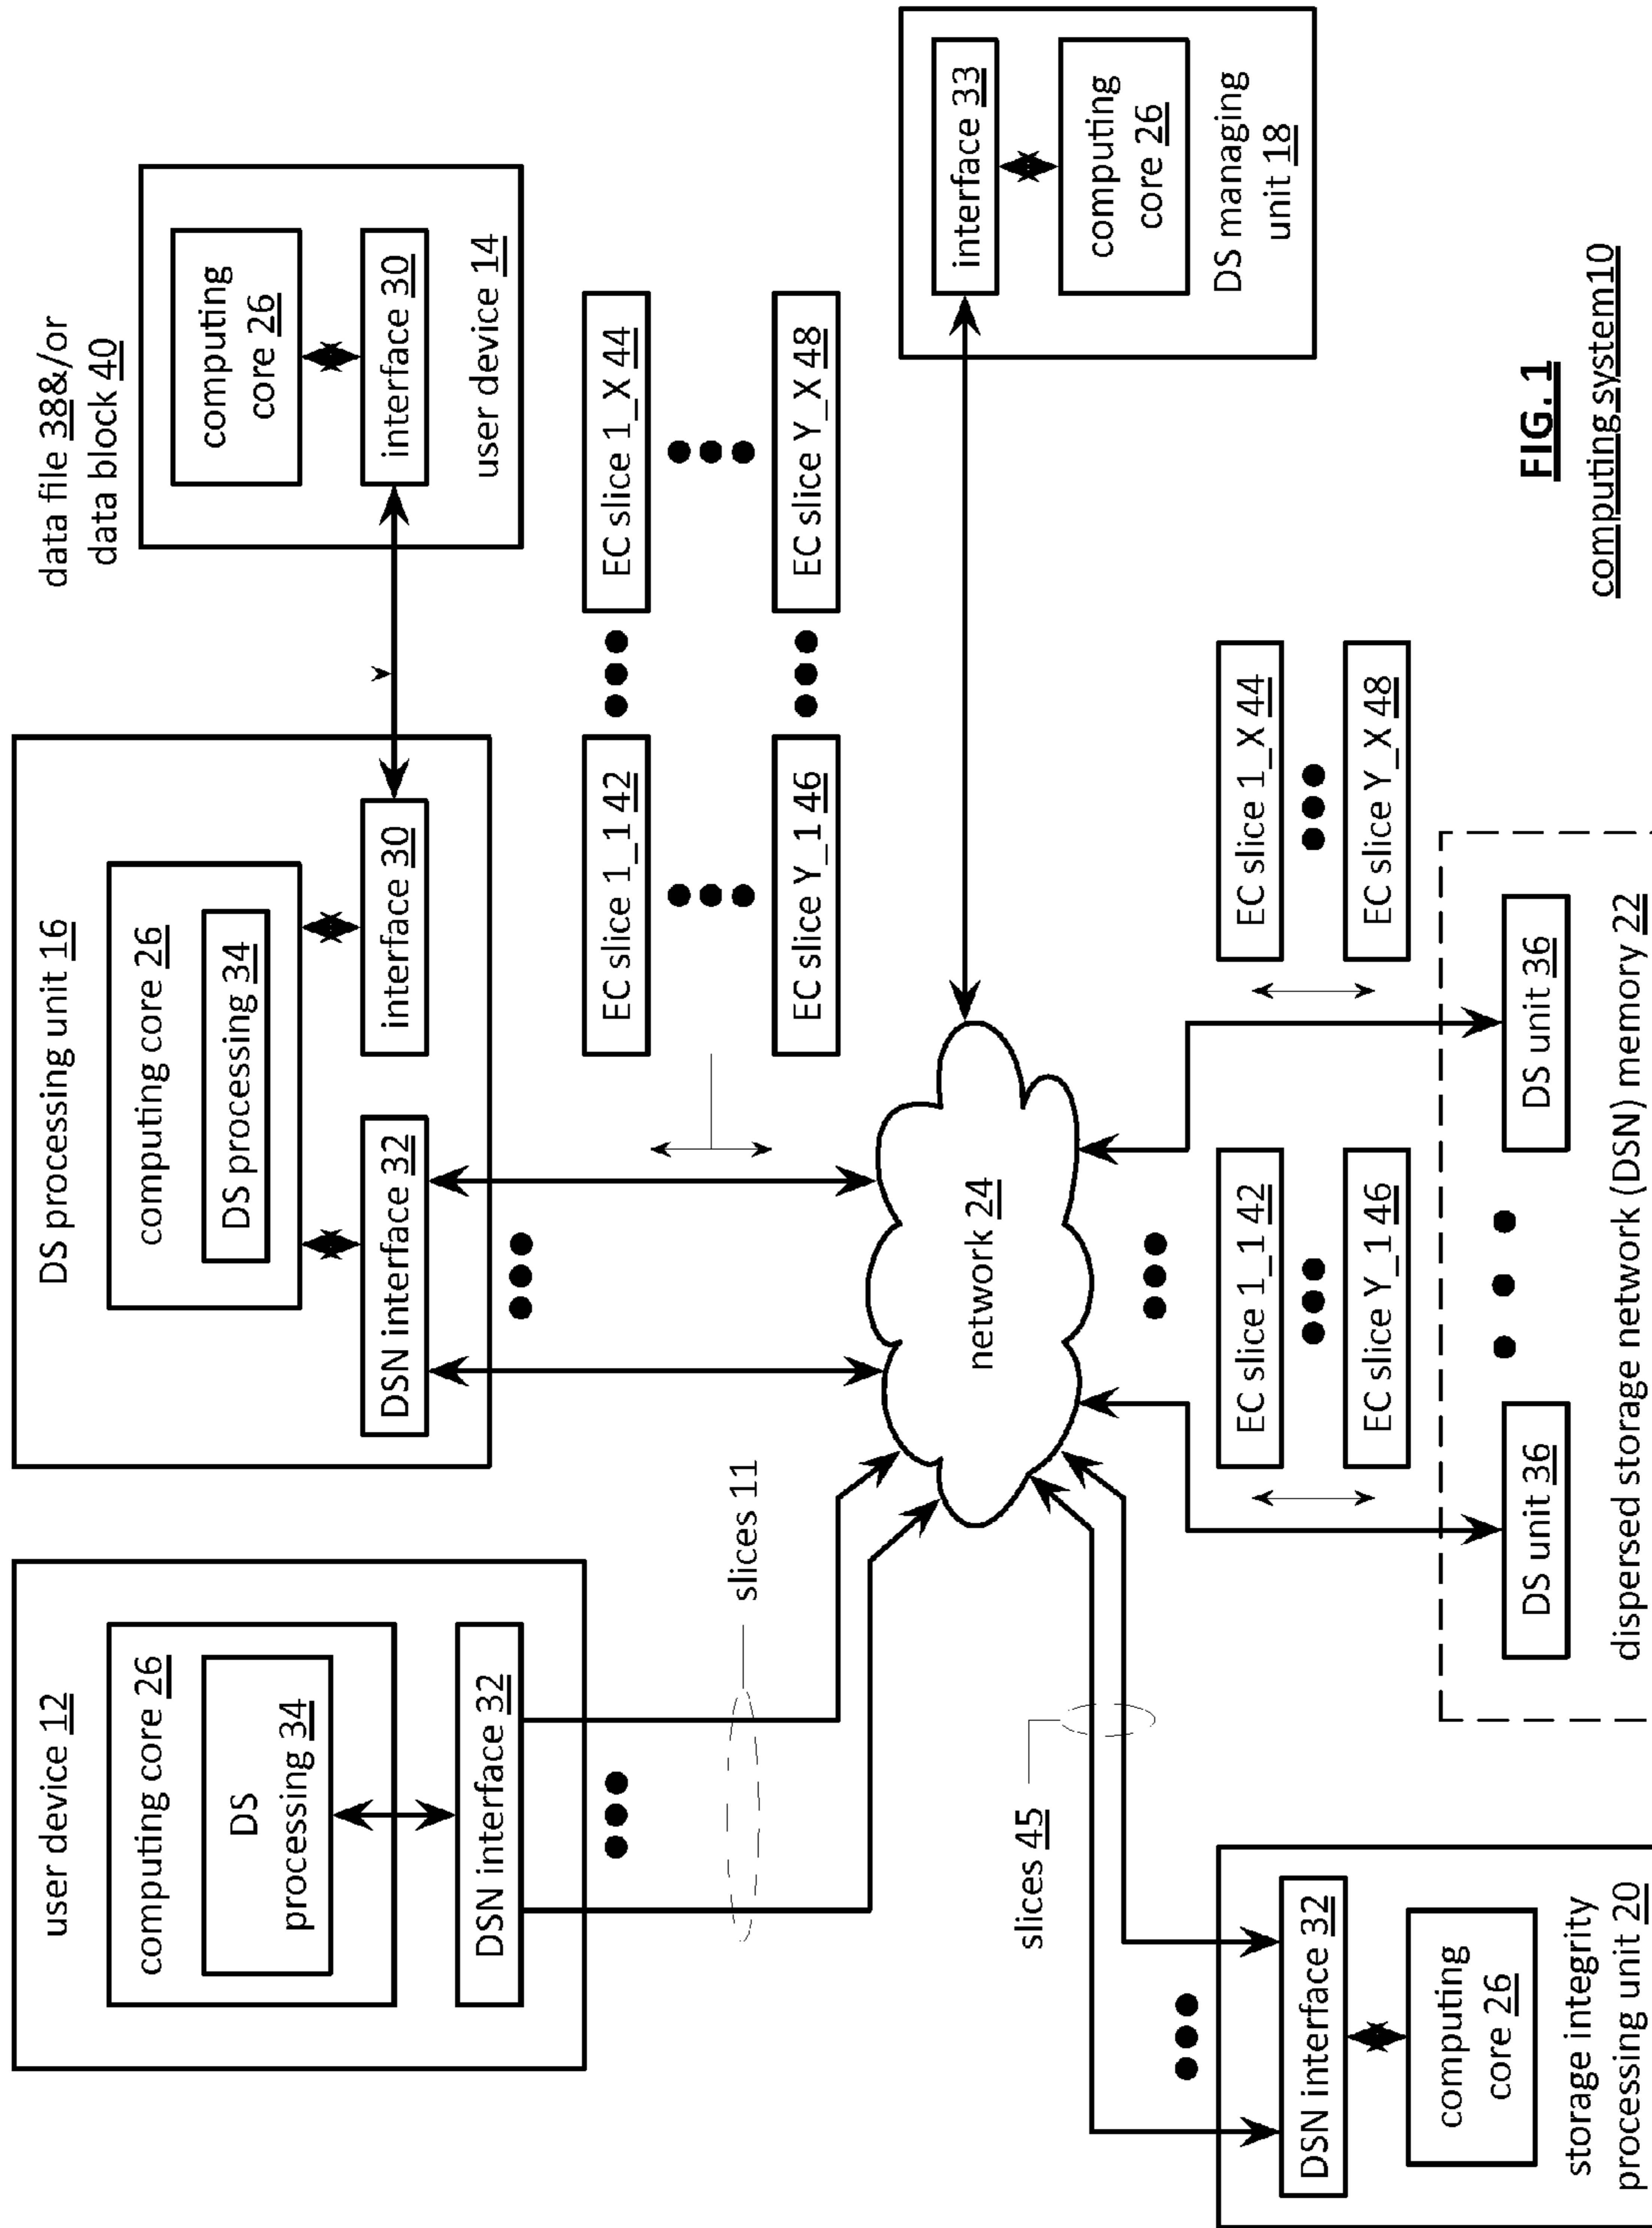 user device 12
computing core 26
DS
processing 34
DSN interface 32
slices 11
DS processing unit 16
computing core 26
DS processing 34
DSN interface 32
interface 30
data file 38&/or
data block 40
computing
core 26
interface 30
user device 14
EC slice 1_1 42
EC slice 1_X 44
EC slice Y_1 46
EC slice Y_X 48
network 24
interface 33
computing
core 26
DS managing
unit 18
slices 45
DSN interface 32
computing
core 26
storage integrity
processing unit 20
EC slice 1_1 42
EC slice Y_1 46
EC slice 1_X 44
EC slice Y_X 48
DS unit 36
DS unit 36
dispersed storage network (DSN) memory 22
FIG. 1
computing system10